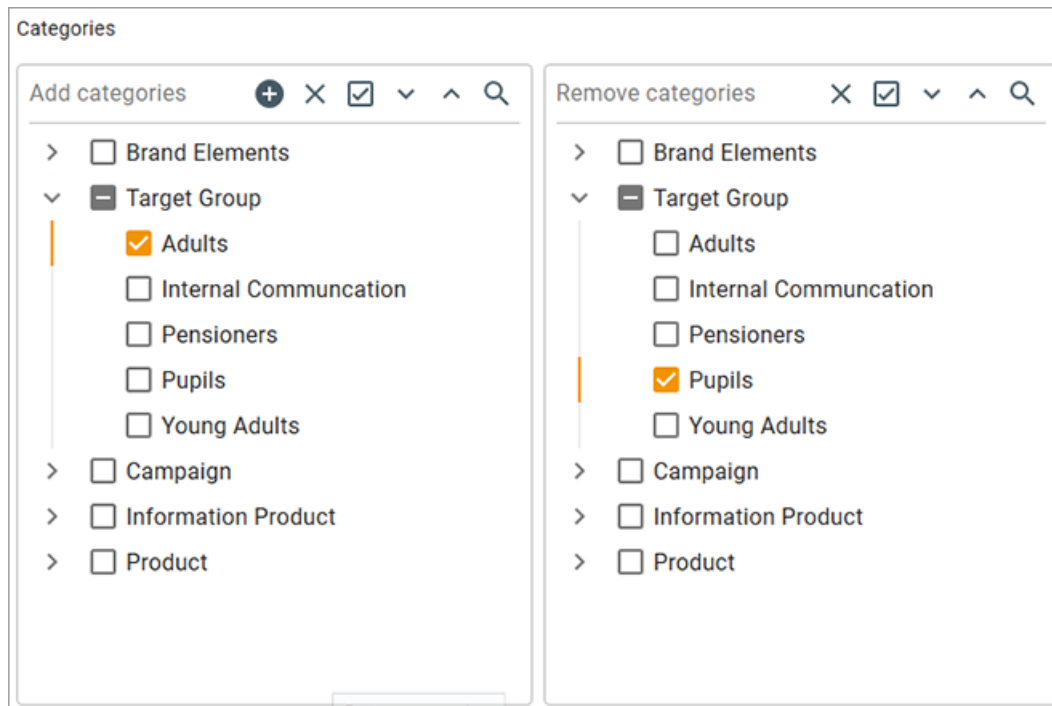 Categories
Add categories
Brand Elements
Target Group
Adults
Internal Communcation
Pensioners
Pupils
Young Adults
Campaign
Information Product
Product
Remove categories
Brand Elements
Target Group
Adults
Internal Communcation
Pensioners
Pupils
Young Adults
Campaign
Information Product
Product